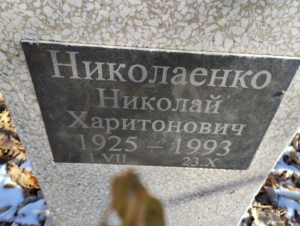 Николаенко
Николай
Харитонович
1925 – 1993
1.VII 23.X